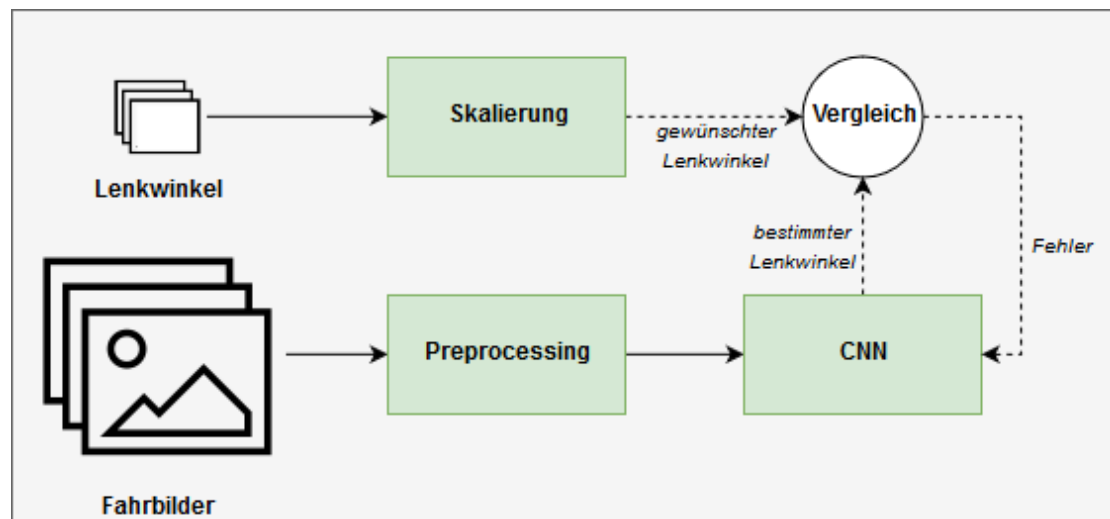 Lenkwinkel
Skalierung
gewünschter
Lenkwinkel
Vergleich
bestimmter
Lenkwinkel
Fehler
Fahrbilder
Preprocessing
CNN